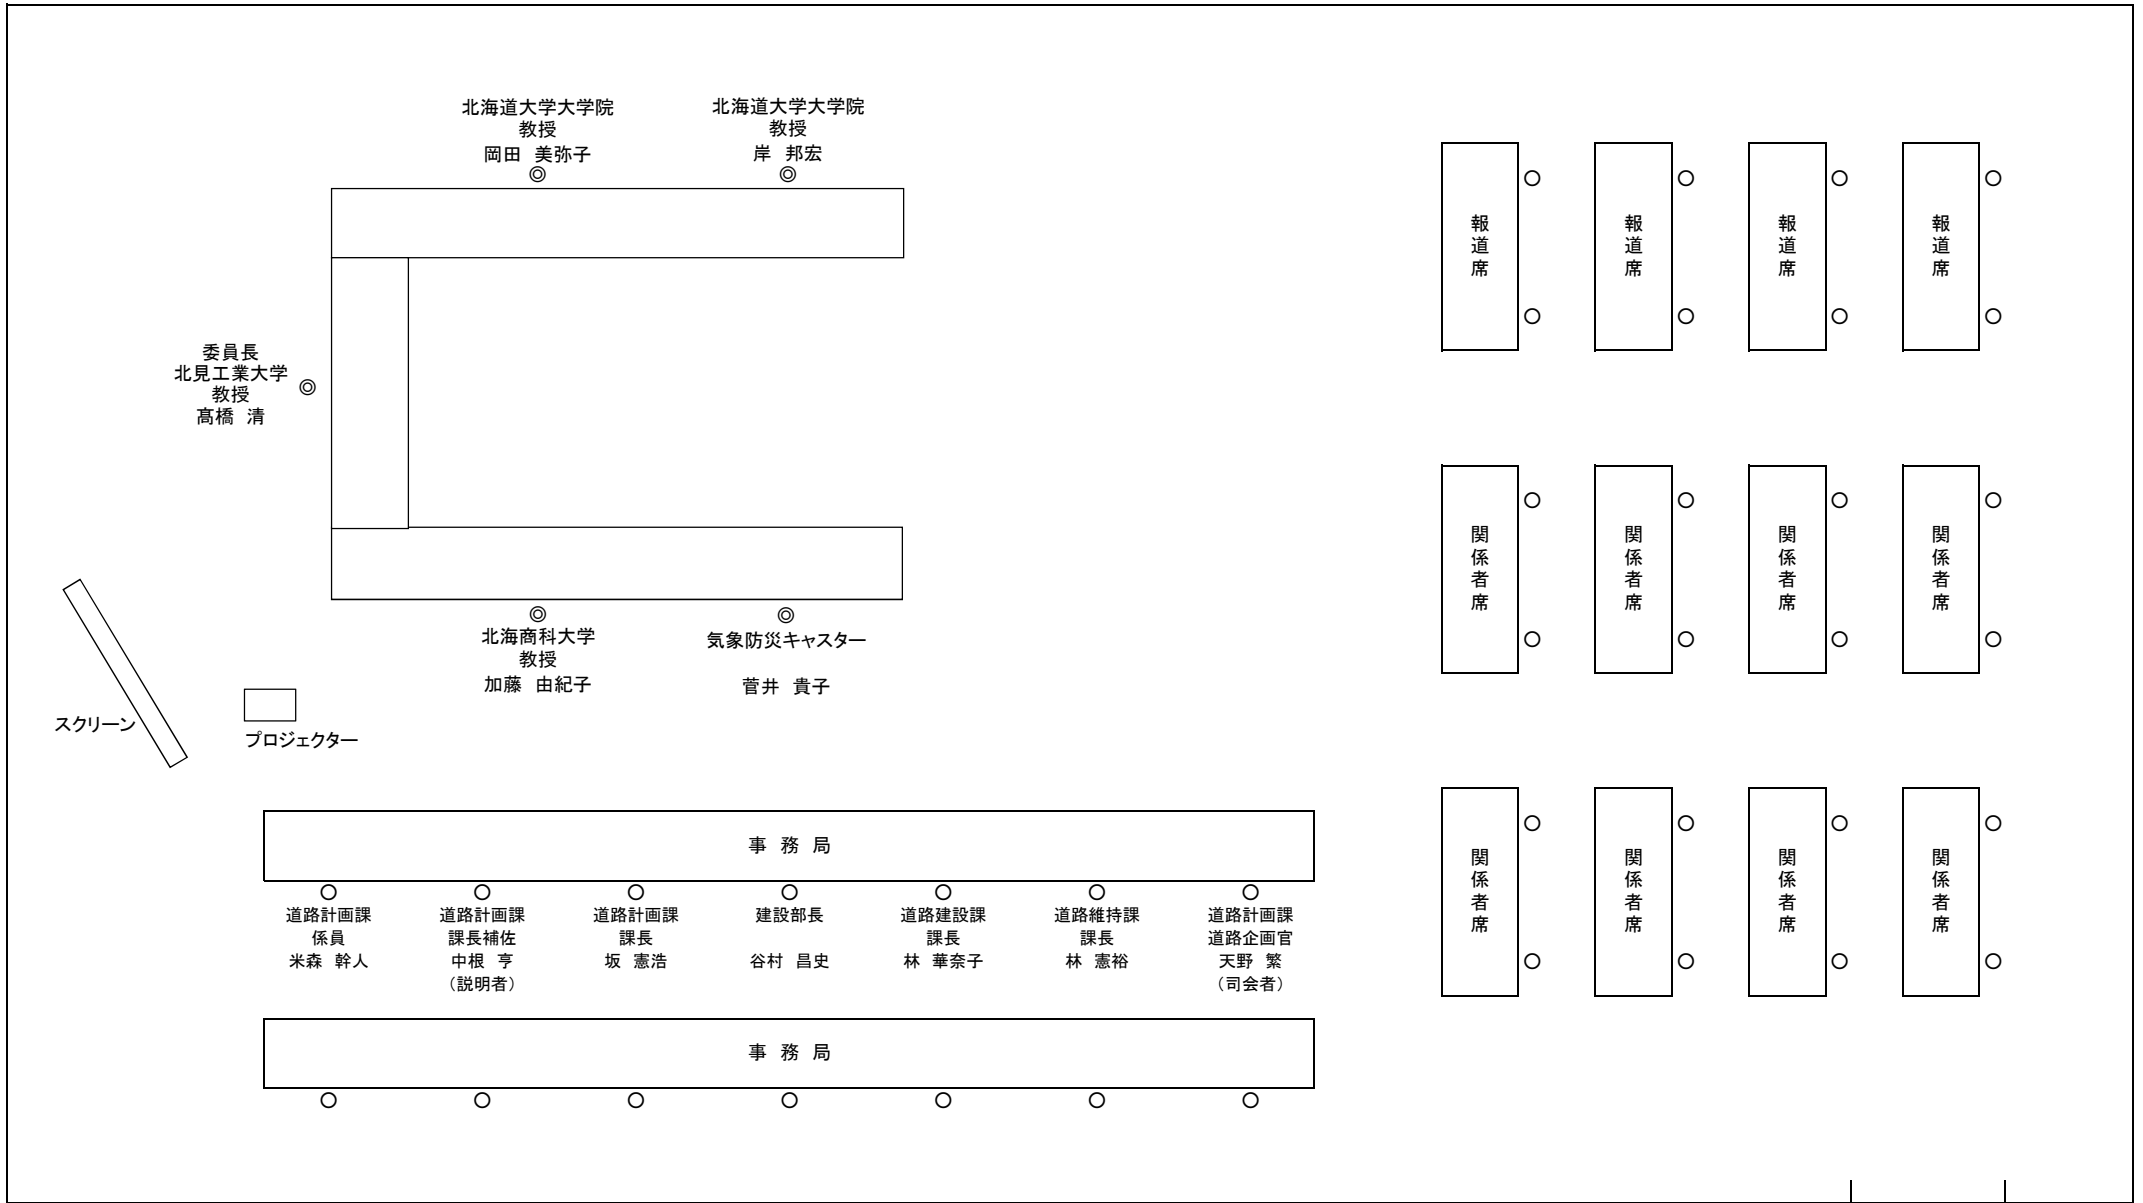 北海道大学大学院
教授
岡田　美弥子
◎
北海道大学大学院
教授
岸　邦宏
◎
委員長
北見工業大学
教授
髙橋　清
◎
◎
北海商科大学
教授
加藤　由紀子
◎
気象防災キャスター
菅井　貴子
スクリーン
プロジェクター
事　務　局
道路計画課
係員
米森　幹人
道路計画課
課長補佐
中根　亨
（説明者）
道路計画課
課長
坂　憲浩
建設部長
谷村　昌史
道路建設課
課長
林　華奈子
道路維持課
課長
林　憲裕
道路計画課
道路企画官
天野　繁
（司会者）
事　務　局
報道席
報道席
報道席
報道席
関係者席
関係者席
関係者席
関係者席
関係者席
関係者席
関係者席
関係者席